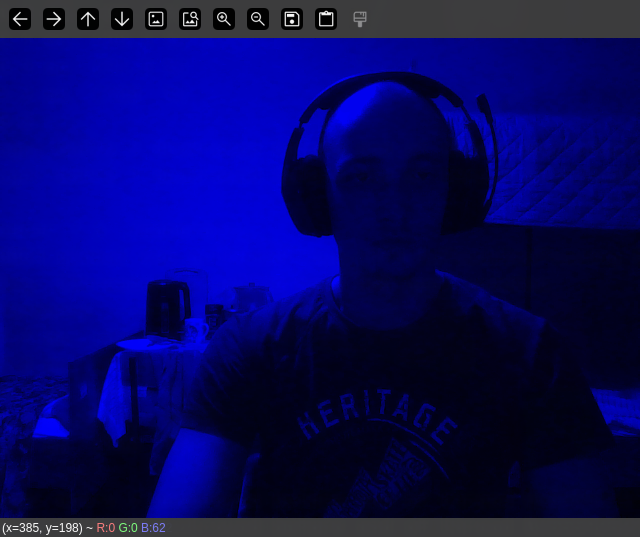 HERITAGE
(x=385, y=198) ~ R:0 G:0 B:62